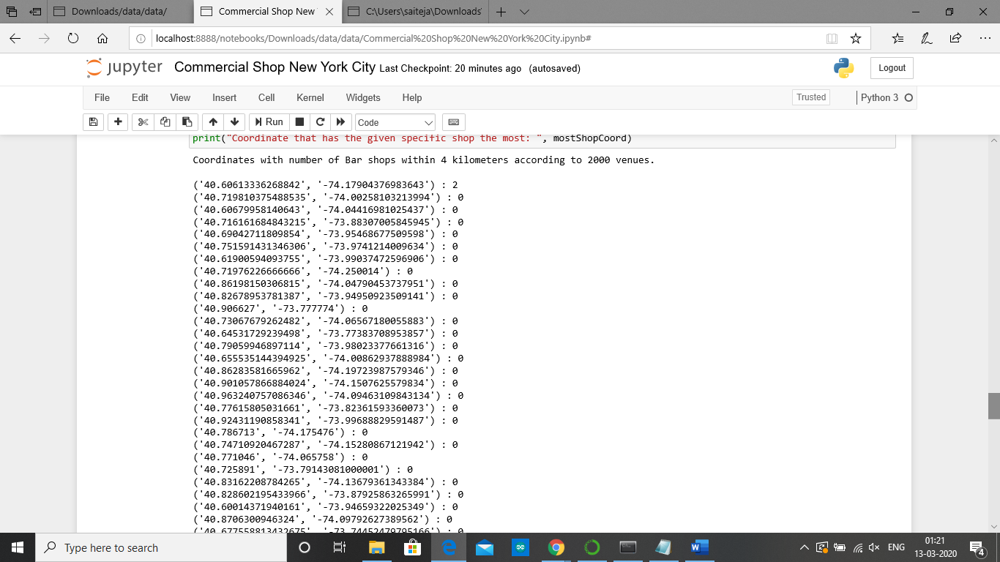 Downloads/data/data/
Commercial Shop New
C:\Users\saiteja\Downloads'
localhost:8888/notebooks/Downloads/data/data/Commercial%20Shop%20New%20York%20City.ipynb#
jupyter Commercial Shop New York City Last Checkpoint: 20 minutes ago (autosaved)
Logout
File Edit View Insert Cell Kernel Widgets Help
Trusted
Python 3
Run
Code
print("Coordinate that has the given specific shop the most: ", mostShopCoord)
Coordinates with number of Bar shops within 4 kilometers according to 2000 venues.
('40.60613336268842', '-74.17904376983643') : 2
('40.719810375488535', '-74.00258103213994') : 0
('40.60679958140643', '-74.04416981025437') : 0
('40.716161684843215', '-73.88307005845945') : 0
('40.69042711809854', '-73.95468677509598') : 0
('40.751591431346306', '-73.9741214009634') : 0
('40.61900594093755', '-73.99037472596906') : 0
('40.71976226666666', '-74.250014') : 0
('40.86198150306815', '-74.04790453737951') : 0
('40.82678953781387', '-73.94950923509141') : 0
('40.906627', '-73.777774') : 0
('40.73067679262482', '-74.06567180055883') : 0
('40.64531729239498', '-73.77383708953857') : 0
('40.79059946897114', '-73.98023377661316') : 0
('40.655535144394925', '-74.00862937888984') : 0
('40.86283581665962', '-74.19723987579346') : 0
('40.901057866884024', '-74.1507625579834') : 0
('40.963240757086346', '-74.09463109843134') : 0
('40.77615805031661', '-73.82361593360073') : 0
('40.92431190858341', '-73.99688829591487') : 0
('40.786713', '-74.175476') : 0
('40.74710920467287', '-74.15280867121942') : 0
('40.771046', '-74.065758') : 0
('40.725891', '-73.79143081000001') : 0
('40.83162208784265', '-74.13679361343384') : 0
('40.828602195433966', '-73.87925863265991') : 0
('40.60014371940161', '-73.94659322025349') : 0
('40.8706300946324', '-74.09792627389562') : 0
('40.677558813432675', '-73.74452479795166') : 0
Type here to search
ENG
01:21
13-03-2020
4